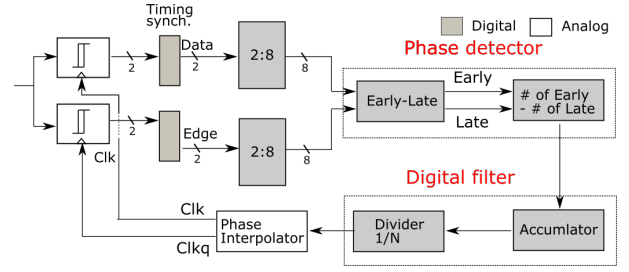 Timing
synch.
Digital
Analog
Data
2
2
2:8
8
Phase detector
Early-Late
Early
Late
# of Early
- # of Late
Clk
2
Edge
2
2:8
8
Digital filter
Clk
Clkq
Phase
Interpolator
Divider
1/N
Accumlator